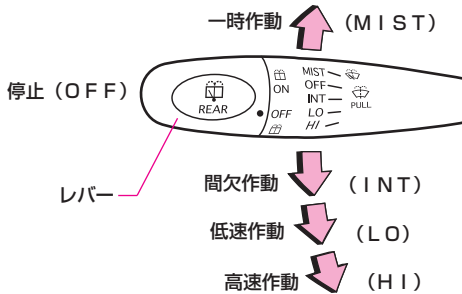 一時作動 （ＭＩＳＴ）
停止（ＯＦＦ）
REAR
ON
OFF
MIST
OFF
INT
LO
HI
PULL
レバー
間欠作動 （ＩＮＴ）
低速作動 （ＬＯ）
高速作動 （ＨＩ）